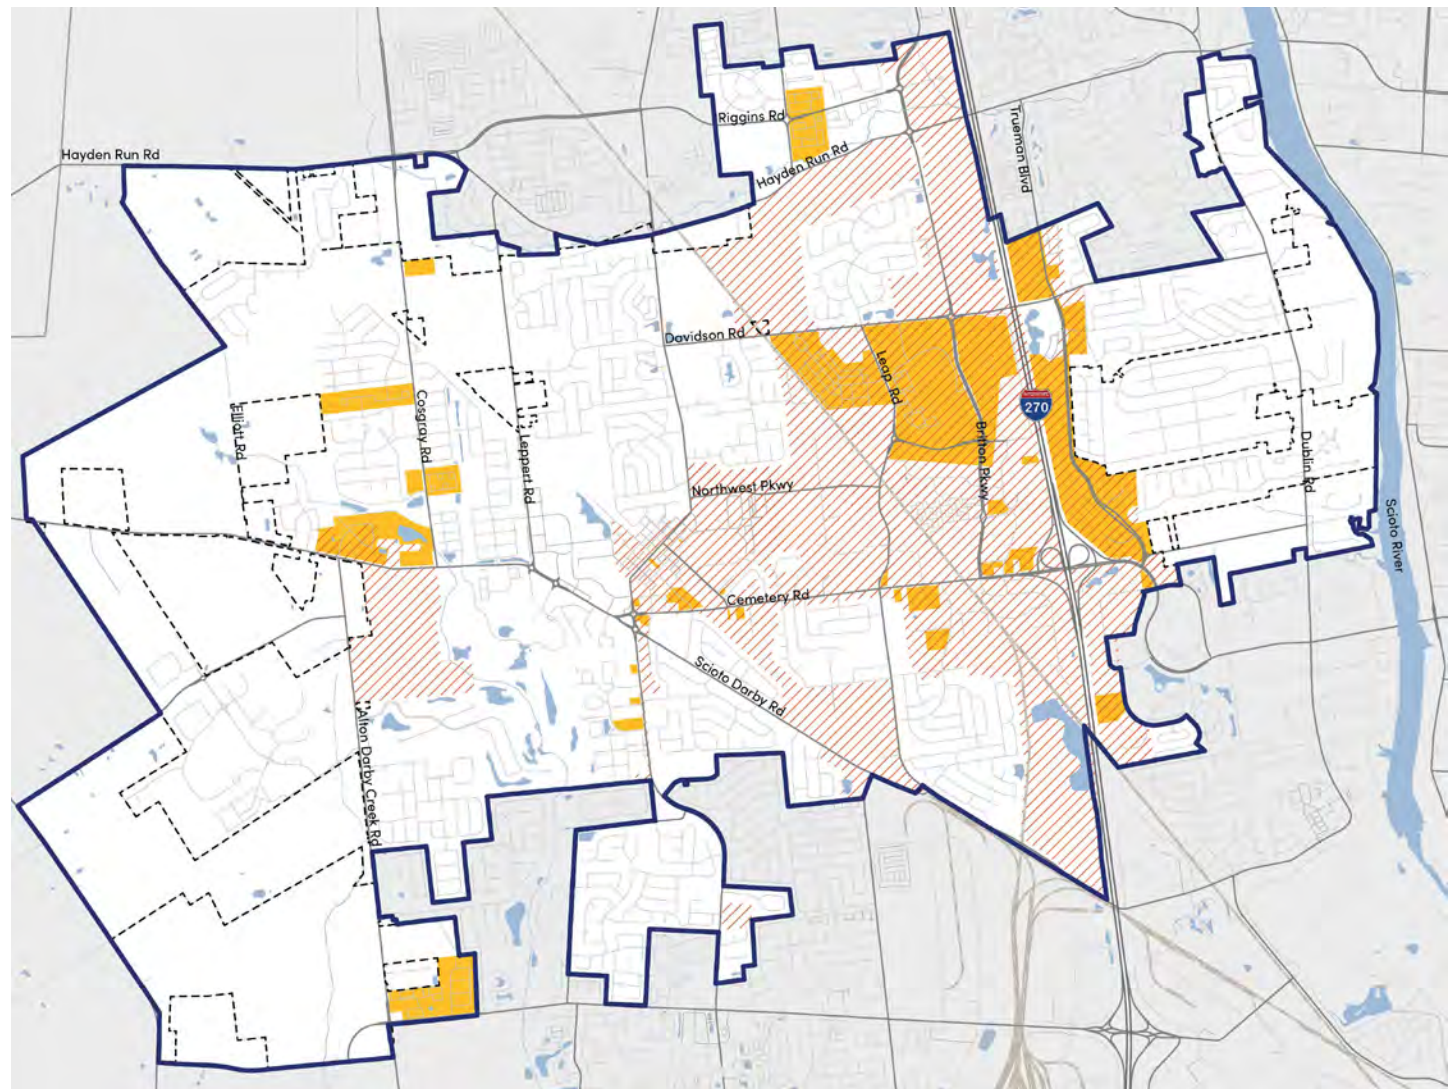 Riggins Rd
Trueman Blvd
Hayden Run Rd
Hayden Run Rd
Davidson Rd
Leap Rd
270
Elliott Rd
Cosgray Rd
Leppert Rd
Britton Pkwy
Dublin Rd
Northwest Pkwy
Scioto River
Cemetery Rd
Scioto Darby Rd
Alton Darby Creek Rd